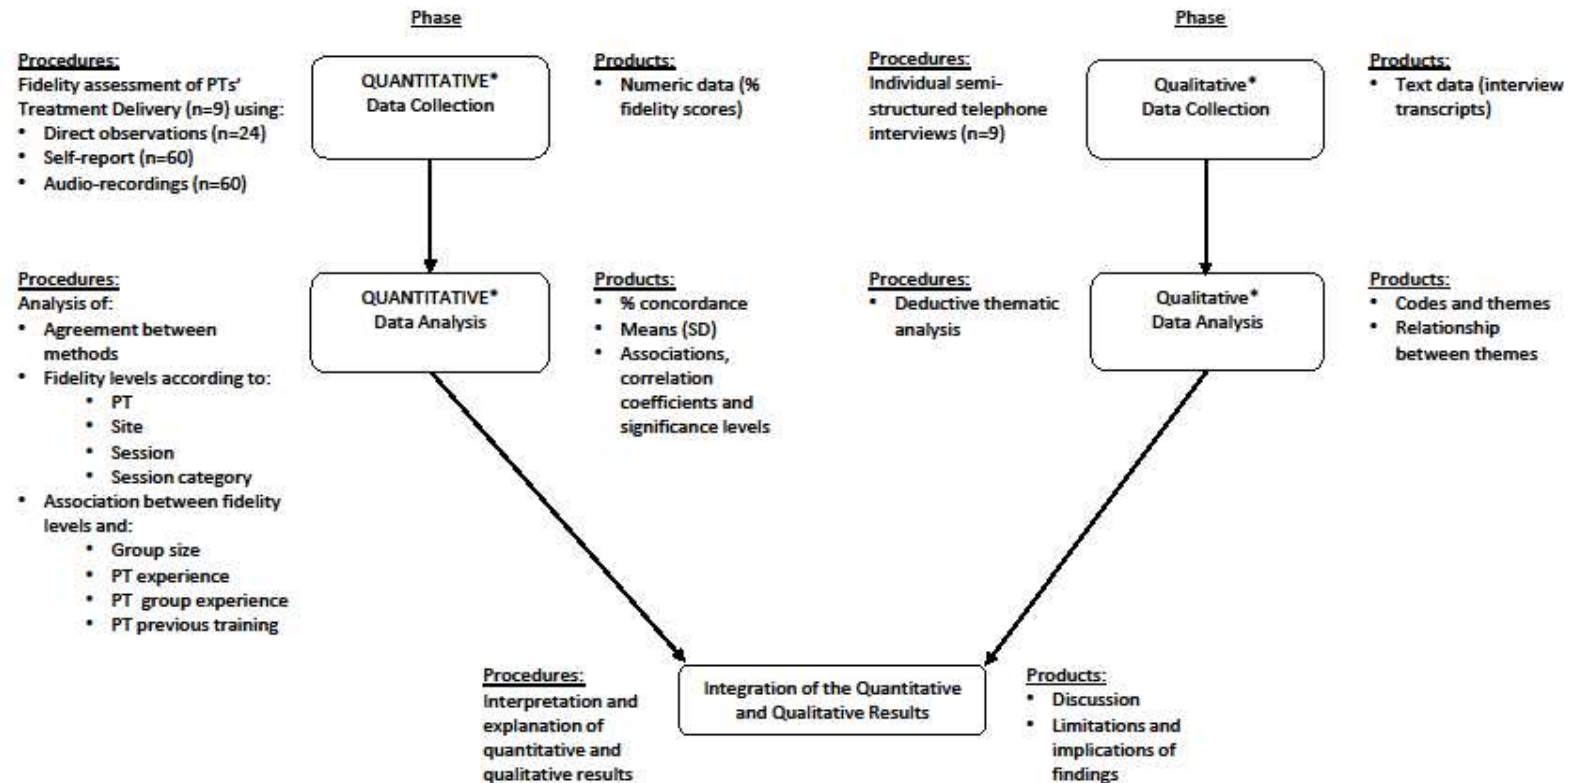 Phase
Procedures:
Fidelity assessment of PTs'
Treatment Delivery (n=9) using:
• Direct observations (n=24)
• Self-report (n=60)
• Audio-recordings (n=60)
QUANTITATIVE*
Data Collection
Products:
• Numeric data (%
fidelity scores)
Phase
Procedures:
Individual semi-
structured telephone
interviews (n=9)
Qualitative*
Data Collection
Products:
• Text data (interview
transcripts)
Procedures:
Analysis of:
• Agreement between
methods
• Fidelity levels according to:
• PT
• Site
• Session
• Session category
• Association between fidelity
levels and:
• Group size
• PT experience
• PT group experience
• PT previous training
QUANTITATIVE*
Data Analysis
Products:
• % concordance
• Means (SD)
• Associations,
correlation
coefficients and
significance levels
Procedures:
• Deductive thematic
analysis
Qualitative*
Data Analysis
Products:
• Codes and themes
• Relationship
between themes
Procedures:
Interpretation and
explanation of
quantitative and
qualitative results
Integration of the Quantitative
and Qualitative Results
Products:
• Discussion
• Limitations and
implications of
findings